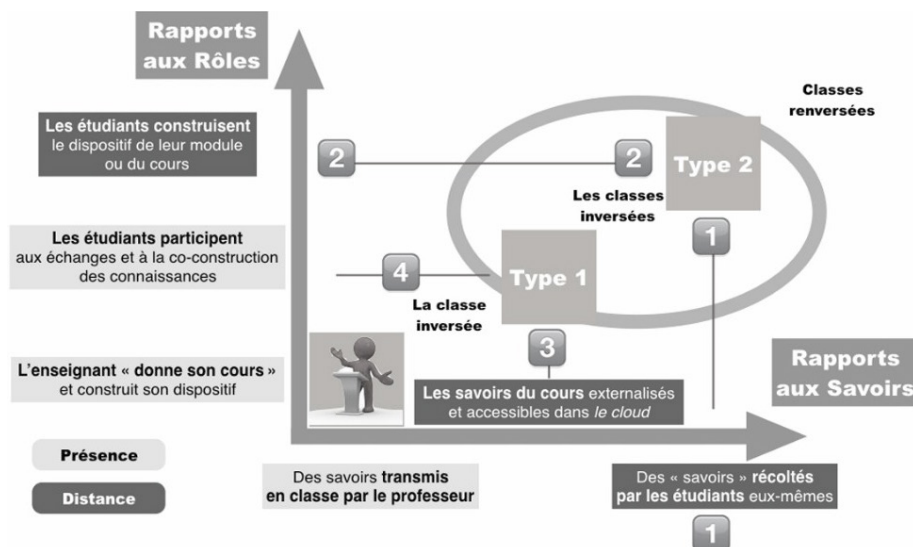 Rapports
aux Rôles
Classes
renversées
Les étudiants construisent
le dispositif de leur module
ou du cours
2
2
Type 2
Les classes
inversées
1
Les étudiants participent
aux échanges et à la co-construction
des connaissances
4
Type 1
La classe
inversée
3
L'enseignant « donne son cours »
et construit son dispositif
Les savoirs du cours externalisés
et accessibles dans le cloud
Rapports
aux Savoirs
Présence
Distance
Des savoirs transmis
en classe par le professeur
Des « savoirs » récoltés
par les étudiants eux-mêmes
1